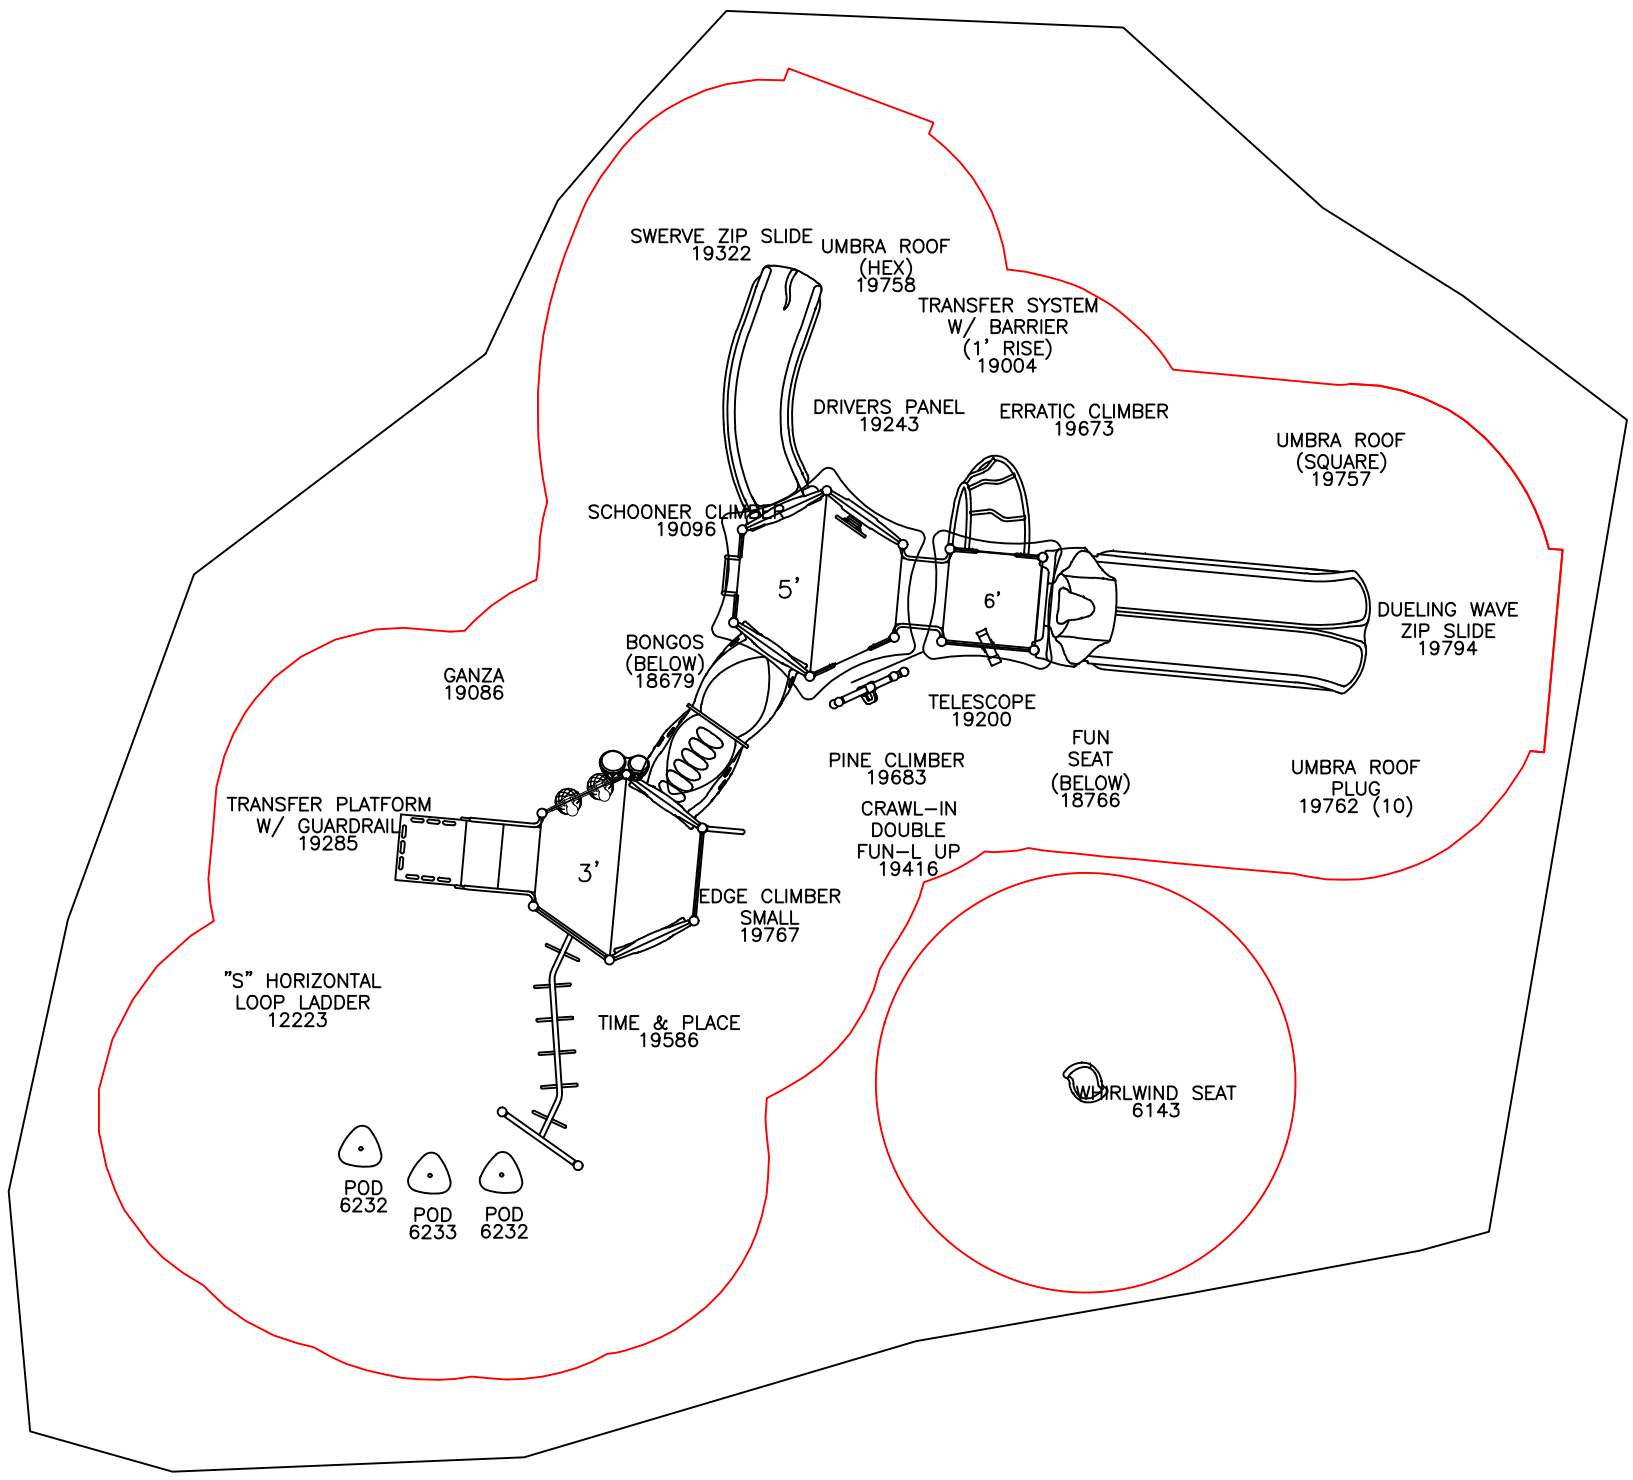 SWERVE ZIP SLIDE
19322
UMBRA ROOF
(HEX)
19758
TRANSFER SYSTEM
W/ BARRIER
(1' RISE)
19004
DRIVERS PANEL
19243
ERRATIC CLIMBER
19673
UMBRA ROOF
(SQUARE)
19757
SCHOONER CLIMBER
19096
5'
6'
DUELING WAVE
ZIP SLIDE
19794
BONGOS
(BELOW)
18679
GANZA
19086
TELESCOPE
19200
FUN
SEAT
(BELOW)
18766
PINE CLIMBER
19683
UMBRA ROOF
PLUG
19762 (10)
TRANSFER PLATFORM
W/ GUARDRAIL
19285
CRAWL-IN
DOUBLE
FUN-L UP
19416
3'
EDGE CLIMBER
SMALL
19767
"S" HORIZONTAL
LOOP LADDER
12223
TIME & PLACE
19586
WHIRLWIND SEAT
6143
POD
6232
POD
6233
POD
6232